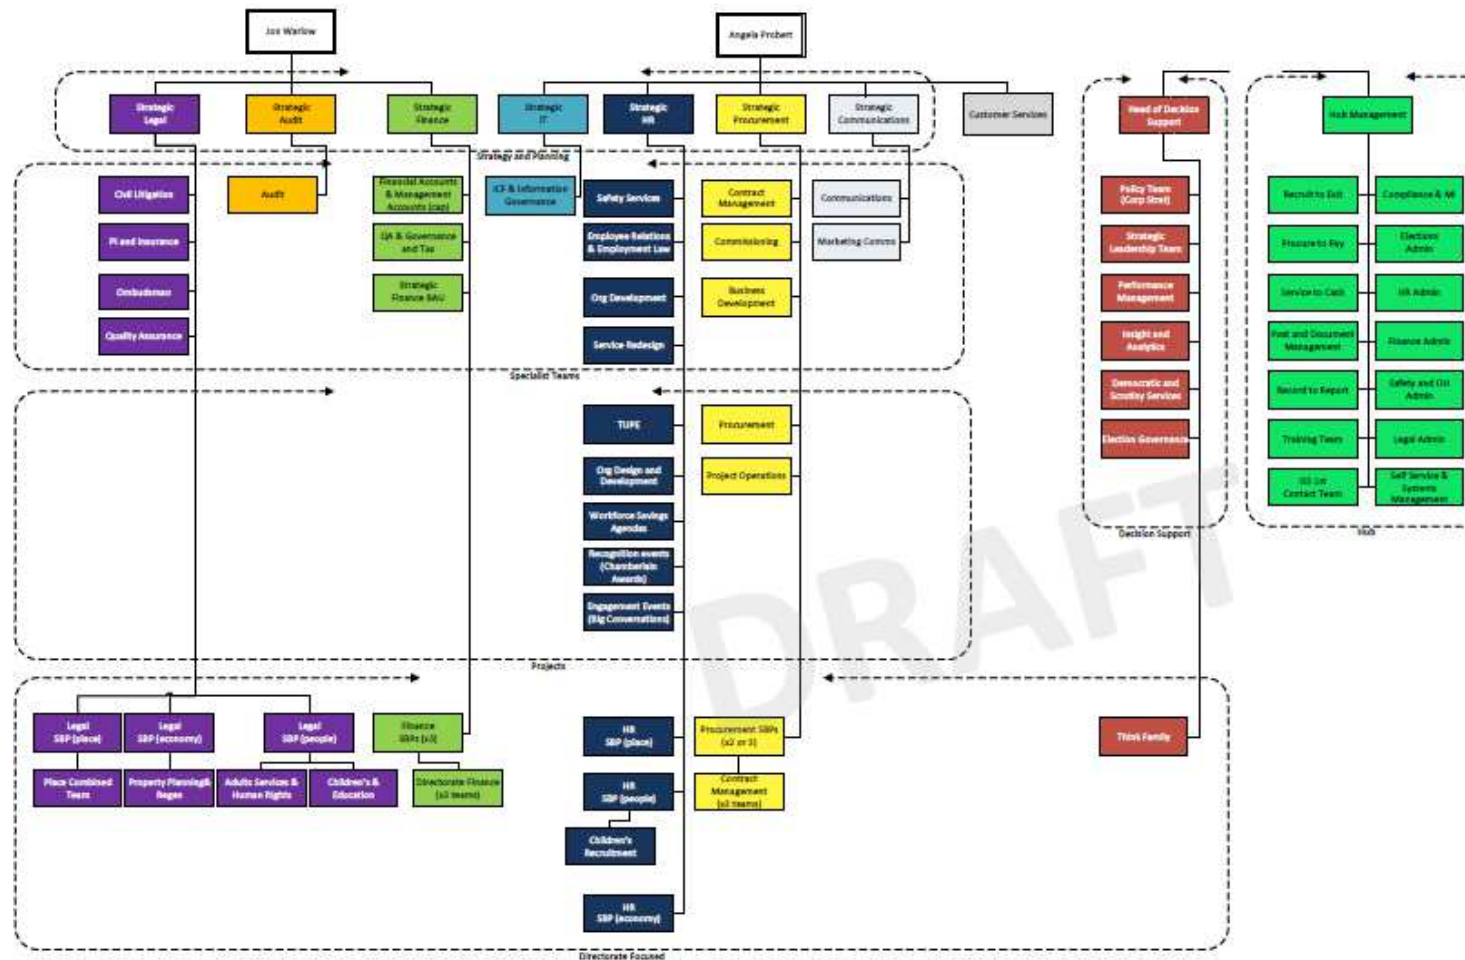 Jon Warlow
Angela Probert
Strategic
Legal
Strategic
Audit
Strategic
Finance
Strategic
IT
Strategic
HR
Strategic
Procurement
Strategic
Communications
Customer Services
Head of Decision
Support
Hub Management
Strategy and Planning
Civil Litigation
Audit
Financial Accounts
& Management
Accounts (cap)
ICF & Information
Governance
Safety Services
Contract
Management
Communications
Policy Team
(Corp Strat)
Recruit to Exit
Compliance & MI
PI and Insurance
QA & Governance
and Tax
Employee Relations
& Employment Law
Commissioning
Marketing Comms
Strategic
Leadership Team
Procure to Pay
Elections
Admin
Ombudsman
Strategic
Finance BAU
Org Development
Business
Development
Performance
Management
Service to Cash
HR Admin
Quality Assurance
Service Redesign
Insight and
Analytics
Post and Document
Management
Finance Admin
Specialist Teams
Democratic and
Scrutiny Services
Record to Report
Safety and OH
Admin
TUPE
Procurement
Election Governance
Training Team
Legal Admin
Org Design and
Development
Project Operations
1st
Contact Team
Self Service &
Systems
Management
Workforce Savings
Agendas
Decision Support
Hub
Recognition events
(Chamberlain
Awards)
Engagement Events
(Big Conversations)
DRAFT
Projects
Legal
SBP (place)
Legal
SBP (economy)
Legal
SBP (people)
Finance
SBPs (x3)
HR
SBP (place)
Procurement SBPs
(x2 or 3)
Think Family
Place Combined
Team
Property Planning&
Regen
Adults Services &
Human Rights
Children's &
Education
Directorate Finance
(x3 teams)
HR
SBP (people)
Contract
Management
(x3 teams)
Children's
Recruitment
HR
SBP (economy)
Directorate Focused